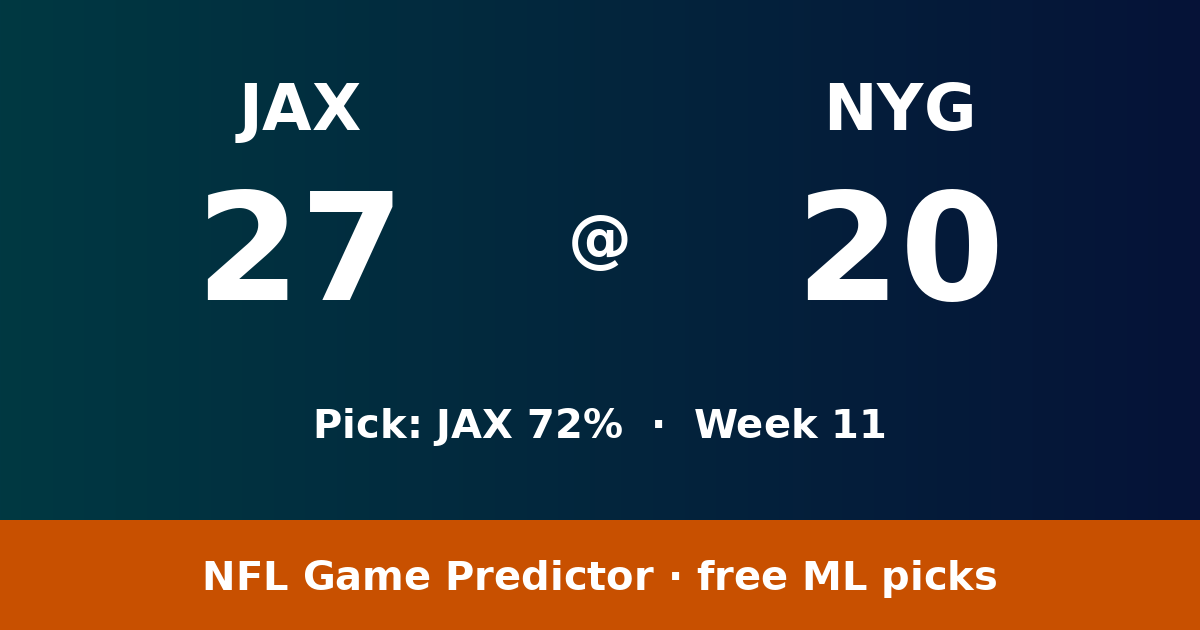 JAX
NYG
27
@
20
Pick: JAX 72% · Week 11
NFL Game Predictor · free ML picks